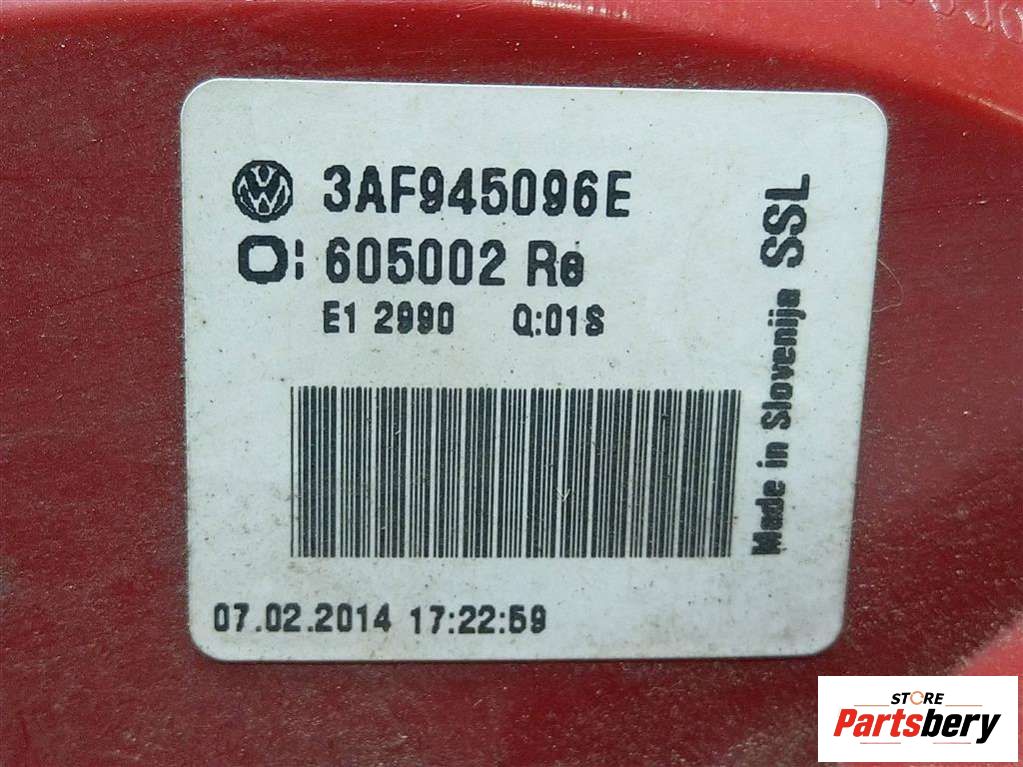 3AF945096E
O: 605002 Re
E1 2990 Q:01S
Made in Slovenija SSL
07.02.2014 17:22:59
STORE
Partsbery